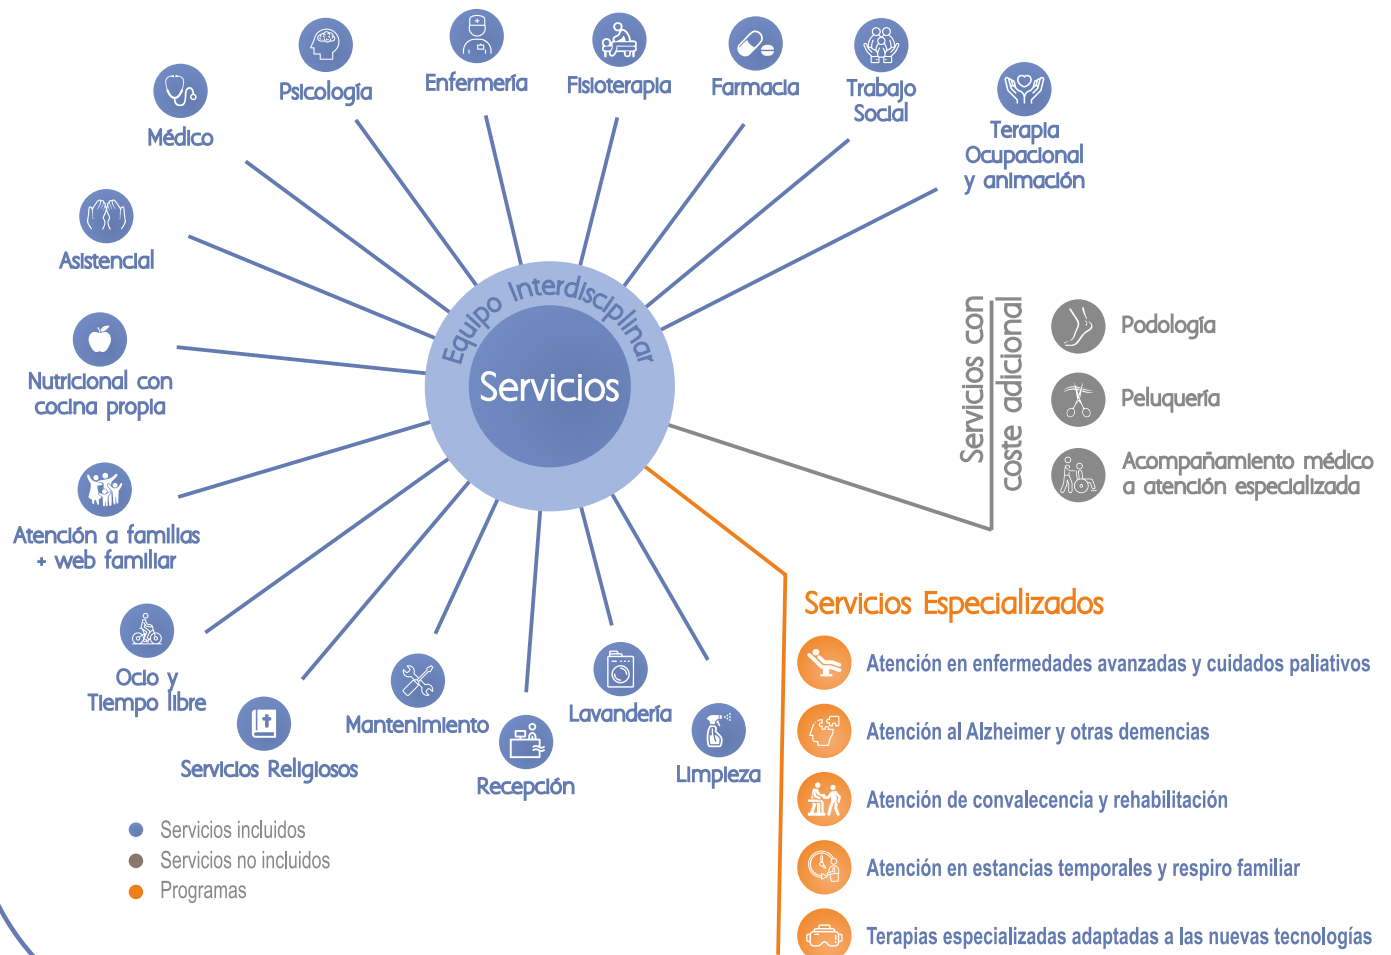 Psicología
Enfermería
Fisioterapia
Farmacia
Trabajo
Social
Terapia
Ocupacional
y animación
Médico
Asistencial
Nutricional con
cocina propia
Atención a familias
+ web familiar
Ocio y
Tiempo libre
Servicios Religiosos
Mantenimiento
Recepción
Lavandería
Limpieza
Equipo Interdisciplinar
Servicios
Servicios con
coste adicional
Podología
Peluquería
Acompañamiento médico
a atención especializada
Servicios Especializados
Atención en enfermedades avanzadas y cuidados paliativos
Atención al Alzheimer y otras demencias
Atención de convalecencia y rehabilitación
Atención en estancias temporales y respiro familiar
Terapias especializadas adaptadas a las nuevas tecnologías
Servicios incluidos
Servicios no incluidos
Programas